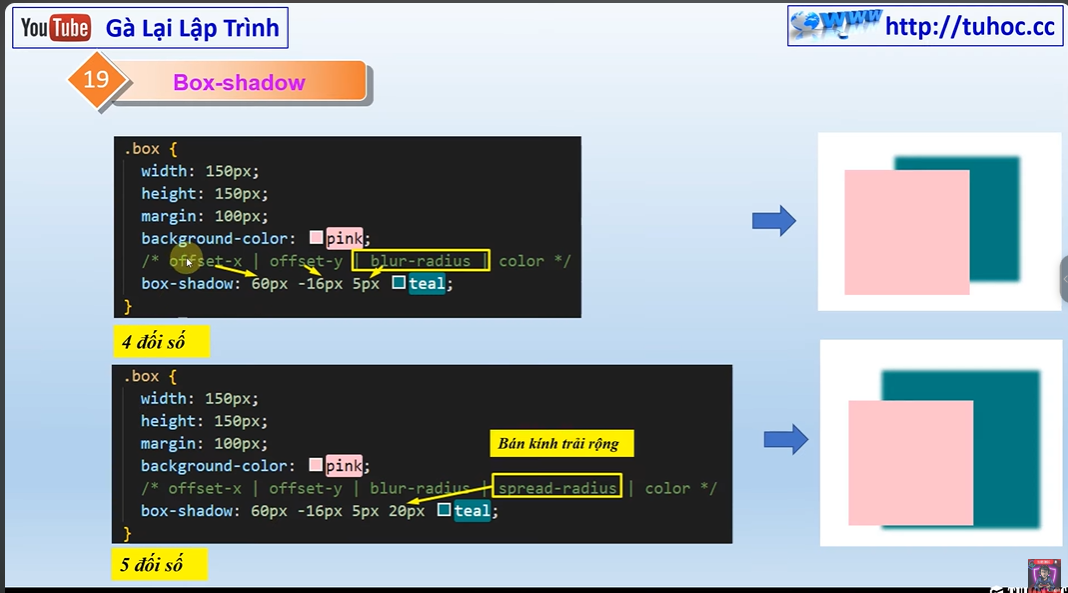 YouTube Gà Lại Lập Trình
WWW http://tuhoc.cc
19 Box-shadow
.box {
width: 150px;
height: 150px;
margin: 100px;
background-color: pink;
/* offset-x | offset-y | blur-radius | color */
box-shadow: 60px -16px 5px teal;
}
4 đối số
.box {
width: 150px;
height: 150px;
margin: 100px;
background-color: pink;
Bán kính trải rộng
/* offset-x | offset-y | blur-radius | spread-radius | color */
box-shadow: 60px -16px 5px 20px teal;
}
5 đối số